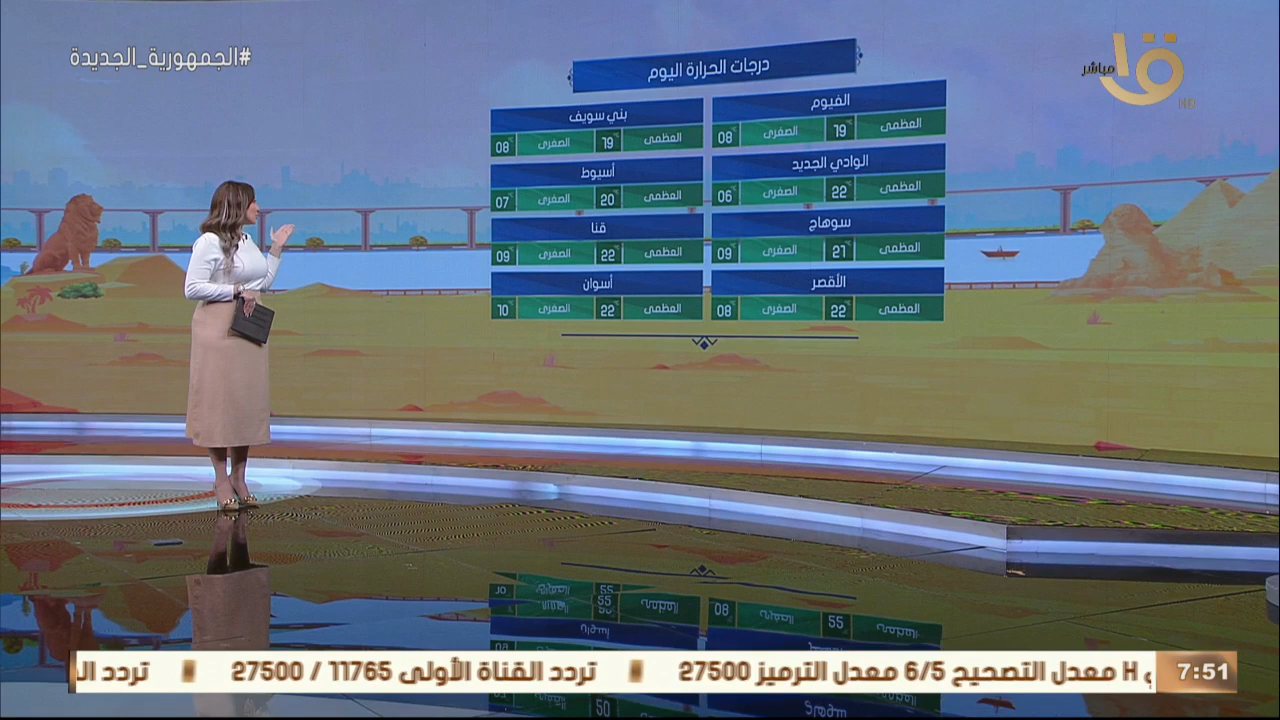 #الجمهورية_الجديدة
مباشر
HD
درجات الحرارة اليوم
الفيوم
العظمى 19° الصغرى 08°
بني سويف
العظمى 19° الصغرى 08°
الوادي الجديد
العظمى 22° الصغرى 06°
أسيوط
العظمى 20° الصغرى 07°
سوهاج
العظمى 21° الصغرى 09°
قنا
العظمى 22° الصغرى 09°
الأقصر
العظمى 22° الصغرى 08°
أسوان
العظمى 22° الصغرى 10°
H معدل التصحيح 6/5 معدل الترميز 27500 تردد القناة الأولى 11765 / 27500 تردد
7:51